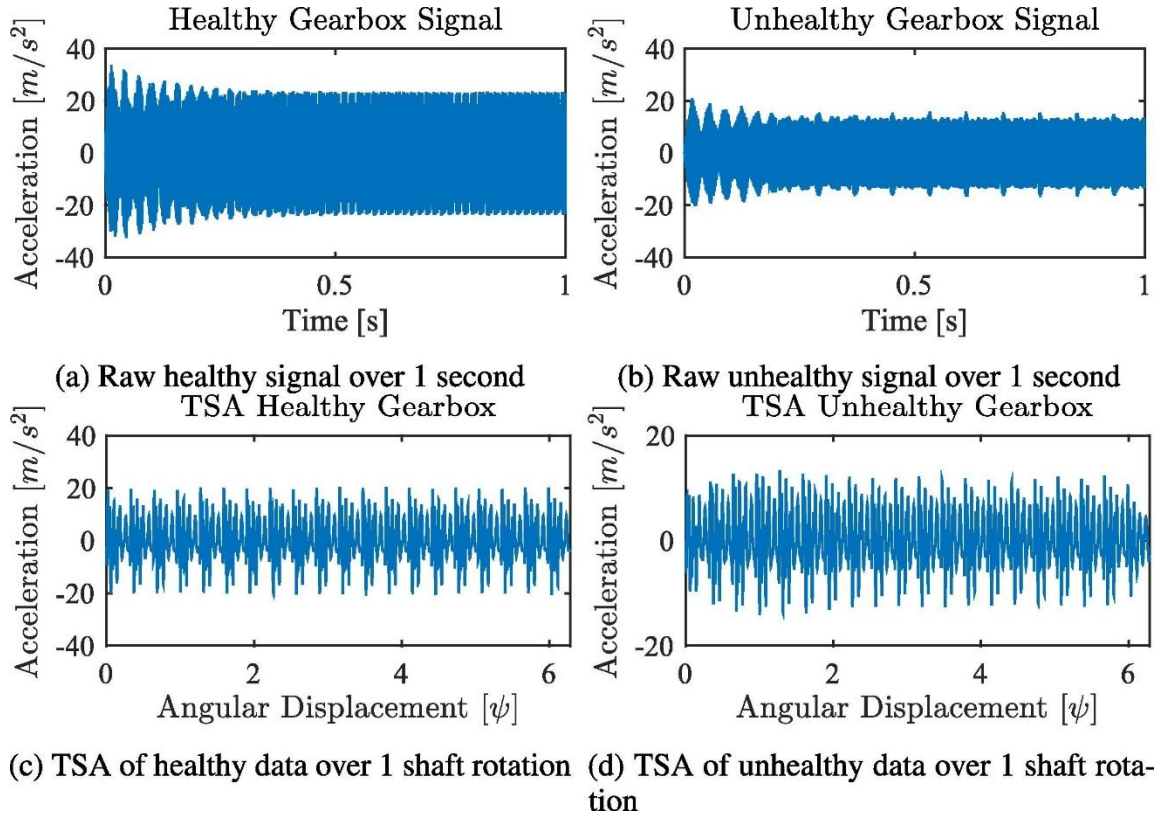 Healthy Gearbox Signal
Acceleration [m/s²]
40
20
0
-20
-40
0
0.5
1
Time [s]
(a) Raw healthy signal over 1 second
Unhealthy Gearbox Signal
Acceleration [m/s²]
40
20
0
-20
-40
0
0.5
1
Time [s]
(b) Raw unhealthy signal over 1 second
TSA Healthy Gearbox
Acceleration [m/s²]
40
20
0
-20
-40
0
2
4
6
Angular Displacement [ψ]
(c) TSA of healthy data over 1 shaft rotation
TSA Unhealthy Gearbox
Acceleration [m/s²]
20
10
0
-10
-20
0
2
4
6
Angular Displacement [ψ]
(d) TSA of unhealthy data over 1 shaft rota-
tion